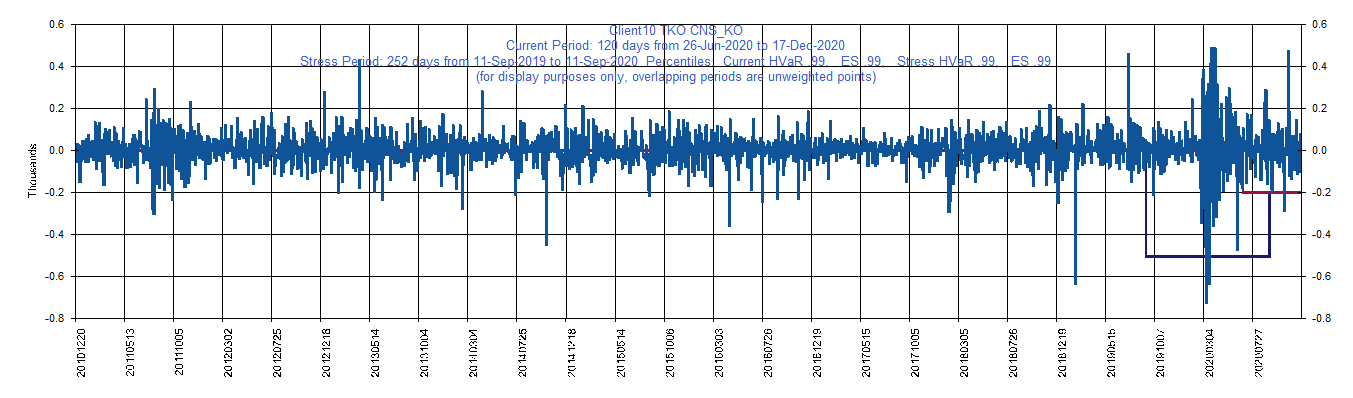 Client10 TKO CNS_KO
Current Period: 120 days from 26-Jun-2020 to 17-Dec-2020
Stress Period: 252 days from 11-Sep-2019 to 11-Sep-2020 Percentiles: Current HVaR .99, ES .99, Stress HVaR .99, ES .99
(for display purposes only, overlapping periods are unweighted points)
0.6 0.6
0.4 0.4
0.2 0.2
0.0 0.0
-0.2 -0.2
-0.4 -0.4
-0.6 -0.6
-0.8 -0.8
Thousands
20101220 20110513 20111005 20120302 20120725 20121218 20130514 20131004 20140304 20140725 20141218 20150514 20151006 20160303 20160726 20161219 20170515 20171005 20180305 20180726 20181219 20190515 20191007 20200304 20200727